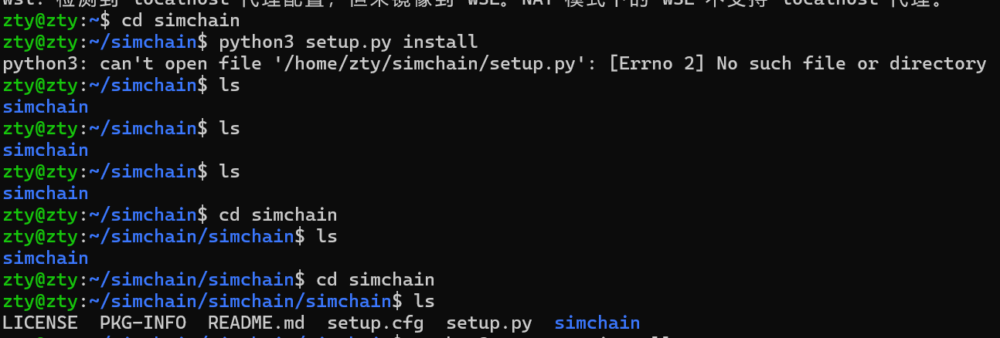 wsl: 检测到 localhost 代理配置，但未镜像到 WSL。NAT 模式下的 WSL 不支持 localhost 代理。
zty@zty:~$ cd simchain
zty@zty:~/simchain$ python3 setup.py install
python3: can't open file '/home/zty/simchain/setup.py': [Errno 2] No such file or directory
zty@zty:~/simchain$ ls
simchain
zty@zty:~/simchain$ ls
simchain
zty@zty:~/simchain$ ls
simchain
zty@zty:~/simchain$ cd simchain
zty@zty:~/simchain/simchain$ ls
simchain
zty@zty:~/simchain/simchain$ cd simchain
zty@zty:~/simchain/simchain/simchain$ ls
LICENSE  PKG-INFO  README.md  setup.cfg  setup.py  simchain